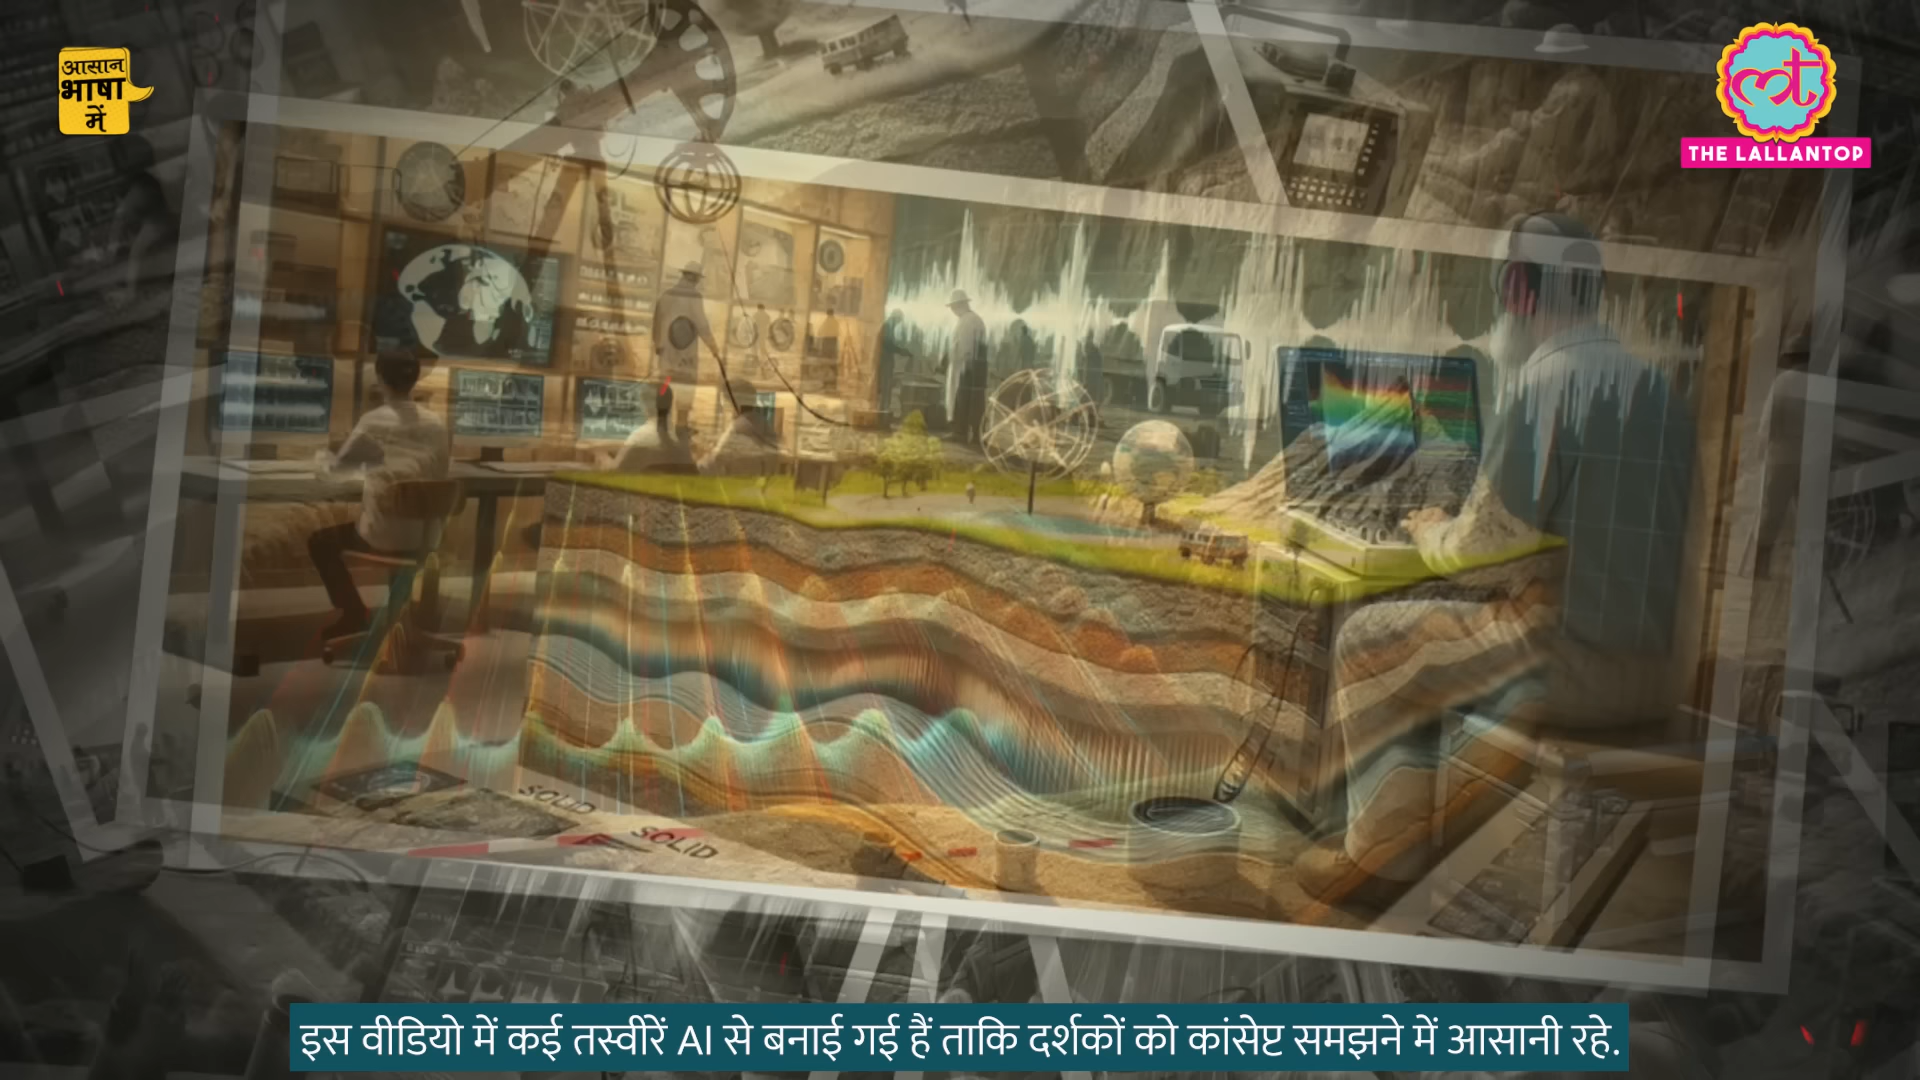 आसान
भाषा
में
THE LALLANTOP
SOLID
SOLID
इस वीडियो में कई तस्वीरें AI से बनाई गई हैं ताकि दर्शकों को कांसेप्ट समझने में आसानी रहे.